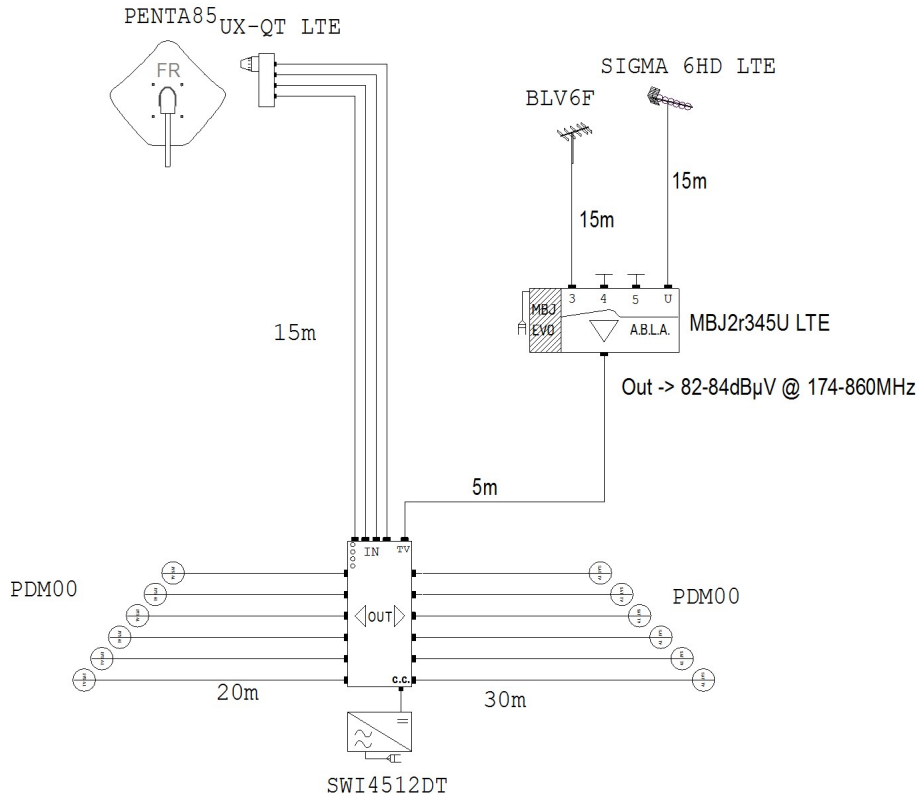 PENTA85
UX-QT LTE
FR
SIGMA 6HD LTE
BLV6F
15m
15m
15m
3 4 5 U
MBJ
EVO
A.B.L.A.
MBJ2r345U LTE
Out -> 82-84dBµV @ 174-860MHz
5m
IN TV
PDM00
OUT
PDM00
C.C.
20m
30m
SWI4512DT